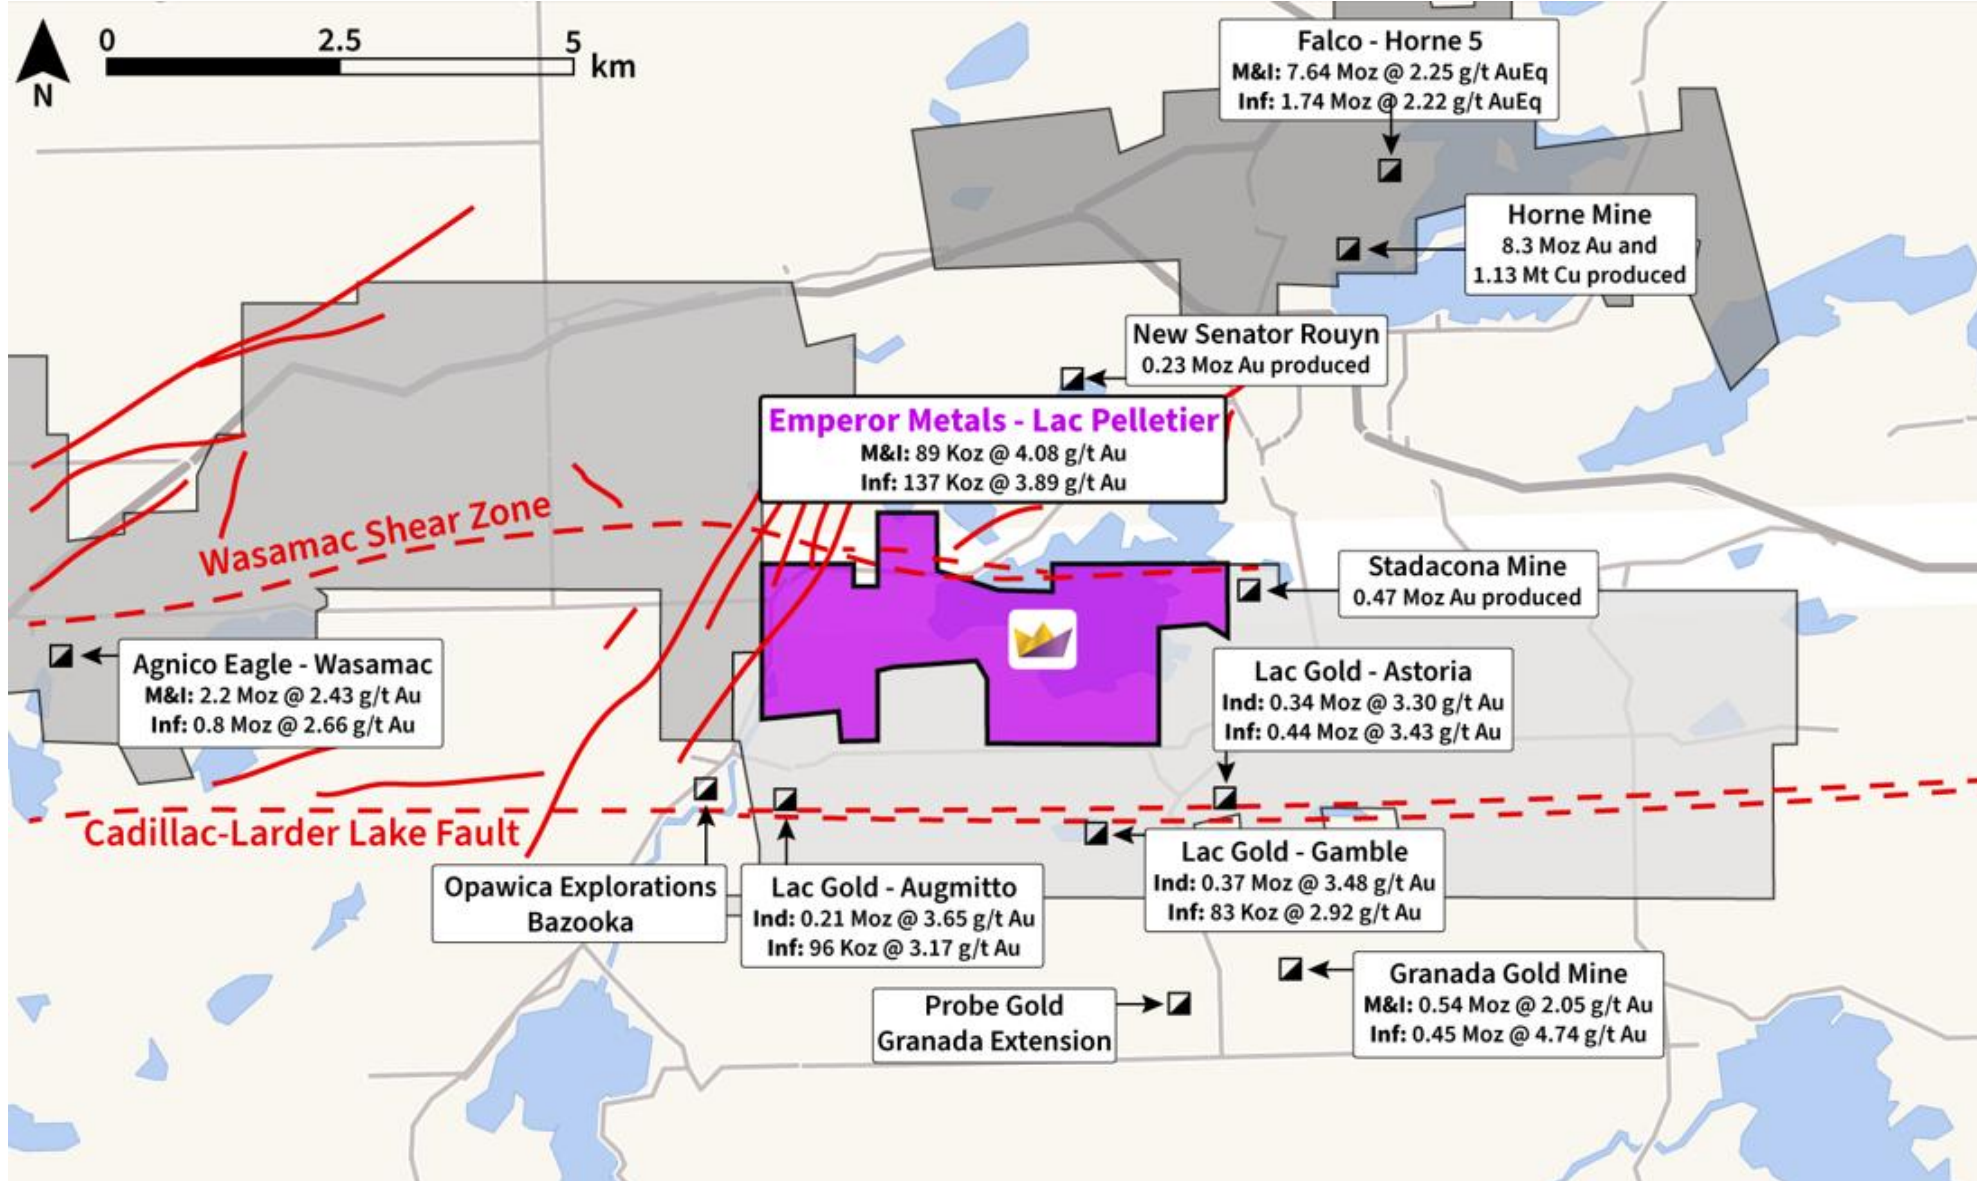 0 2.5 5
km
N
Falco - Horne 5
M&I: 7.64 Moz @ 2.25 g/t AuEq
Inf: 1.74 Moz @ 2.22 g/t AuEq
Horne Mine
8.3 Moz Au and
1.13 Mt Cu produced
New Senator Rouyn
0.23 Moz Au produced
Emperor Metals - Lac Pelletier
M&I: 89 Koz @ 4.08 g/t Au
Inf: 137 Koz @ 3.89 g/t Au
Wasamac Shear Zone
Stadacona Mine
0.47 Moz Au produced
Agnico Eagle - Wasamac
M&I: 2.2 Moz @ 2.43 g/t Au
Inf: 0.8 Moz @ 2.66 g/t Au
Lac Gold - Astoria
Ind: 0.34 Moz @ 3.30 g/t Au
Inf: 0.44 Moz @ 3.43 g/t Au
Cadillac-Larder Lake Fault
Opawica Explorations
Bazooka
Lac Gold - Augmitto
Ind: 0.21 Moz @ 3.65 g/t Au
Inf: 96 Koz @ 3.17 g/t Au
Lac Gold - Gamble
Ind: 0.37 Moz @ 3.48 g/t Au
Inf: 83 Koz @ 2.92 g/t Au
Probe Gold
Granada Extension
Granada Gold Mine
M&I: 0.54 Moz @ 2.05 g/t Au
Inf: 0.45 Moz @ 4.74 g/t Au